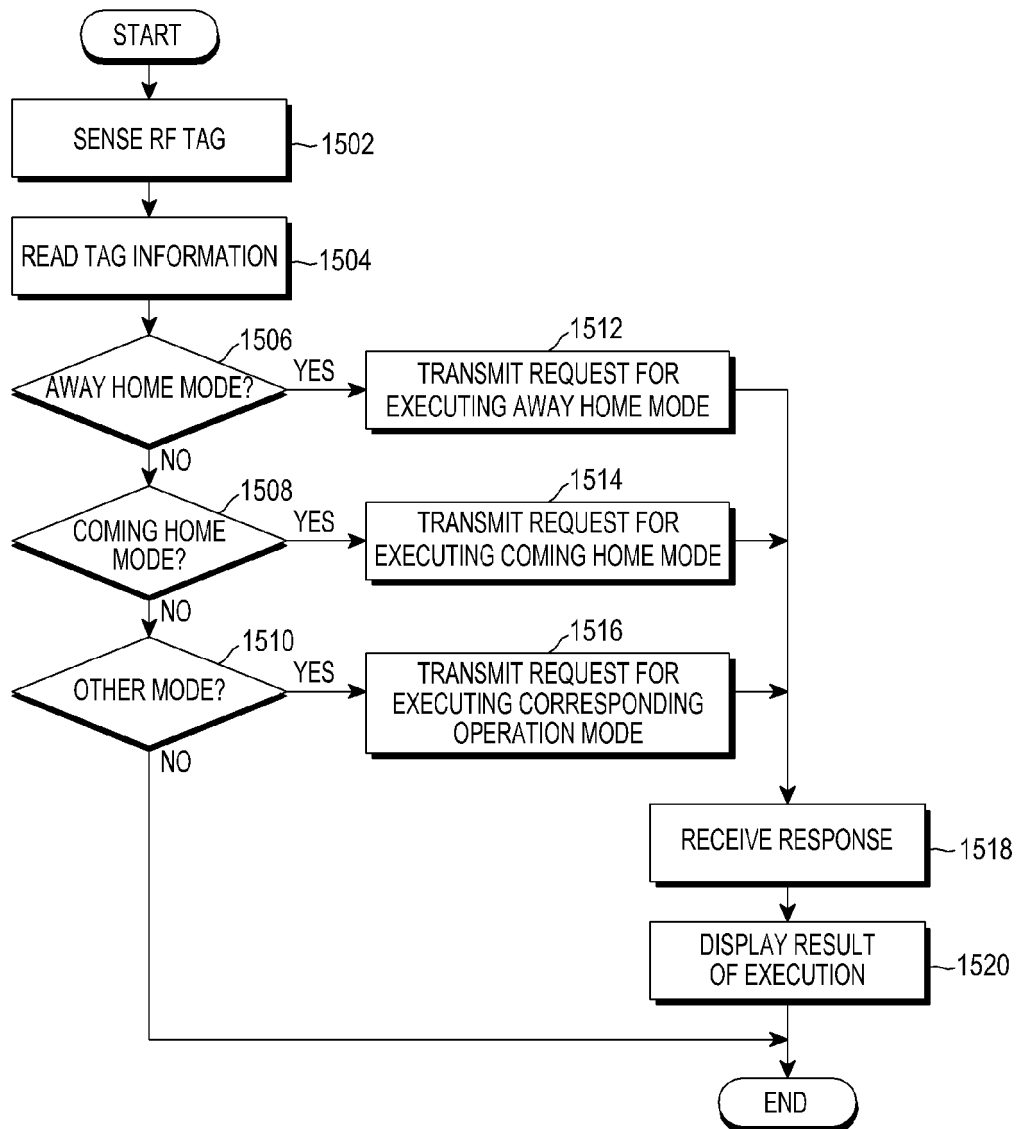 START
SENSE RF TAG
1502
READ TAG INFORMATION
1504
1506
AWAY HOME MODE?
YES
1512
TRANSMIT REQUEST FOR
EXECUTING AWAY HOME MODE
NO
1508
COMING HOME
MODE?
YES
1514
TRANSMIT REQUEST FOR
EXECUTING COMING HOME MODE
NO
1510
OTHER MODE?
YES
1516
TRANSMIT REQUEST FOR
EXECUTING CORRESPONDING
OPERATION MODE
NO
RECEIVE RESPONSE
1518
DISPLAY RESULT
OF EXECUTION
1520
END